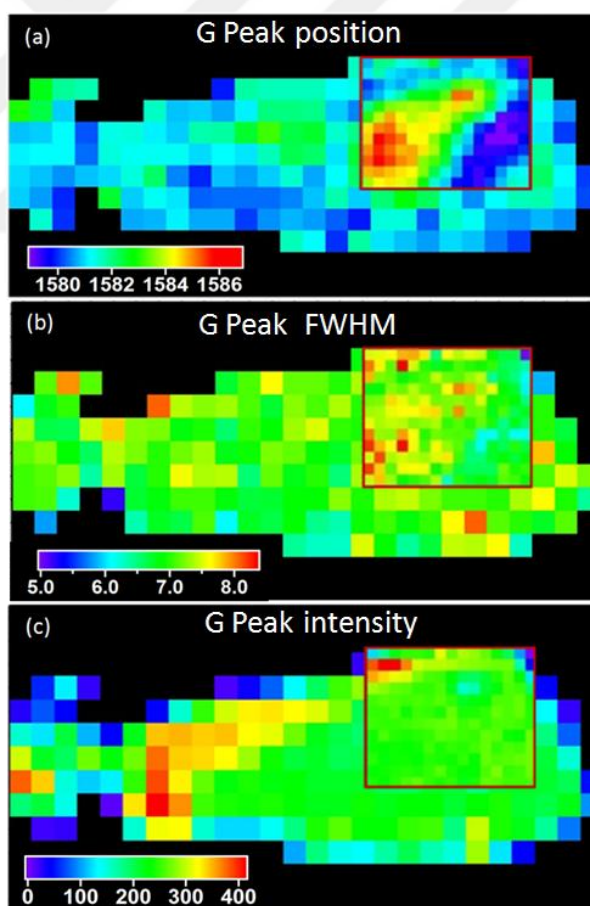 (a) G Peak position
1580 1582 1584 1586
(b) G Peak FWHM
5.0 6.0 7.0 8.0
(c) G Peak intensity
0 100 200 300 400